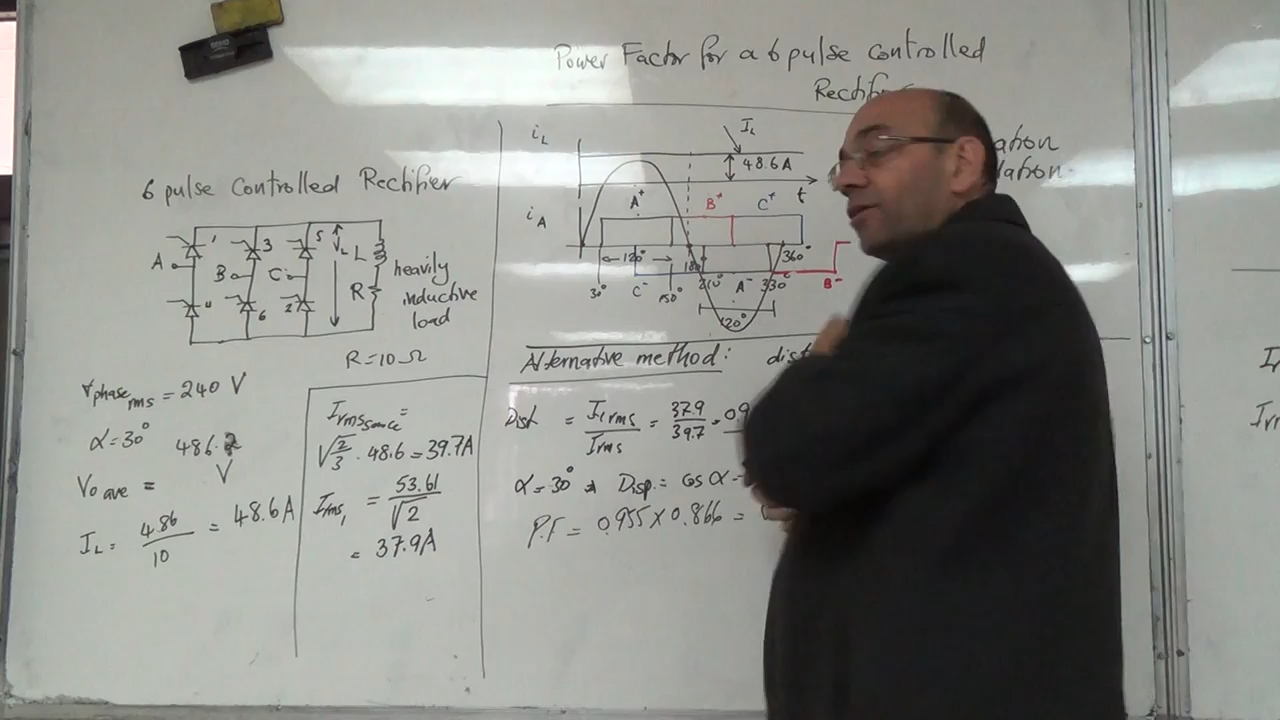 Power Factor for a 6 pulse controlled
6 pulse Controlled Rectifier
A
B
C
1
3
5
4
6
2
L
R
heavily
inductive
load
R = 10 Ω
Vphase rms = 240 V
α = 30°
486.2
V
Vo ave =
IL = 486/10 = 48.6 A
Irms source =
√2/3 . 48.6 = 39.7A
Irms1 = 53.61/√2
= 37.9A
iL
IL
48.6 A
t
iA
A+
B+
C+
120°
180°
360°
30°
C-
150°
210°
A-
330°
B-
120°
Alternative method:
Dist = I1rms/Irms = 37.9/39.7 =
α = 30° Disp = cos α
P.F = 0.955 x 0.866 =